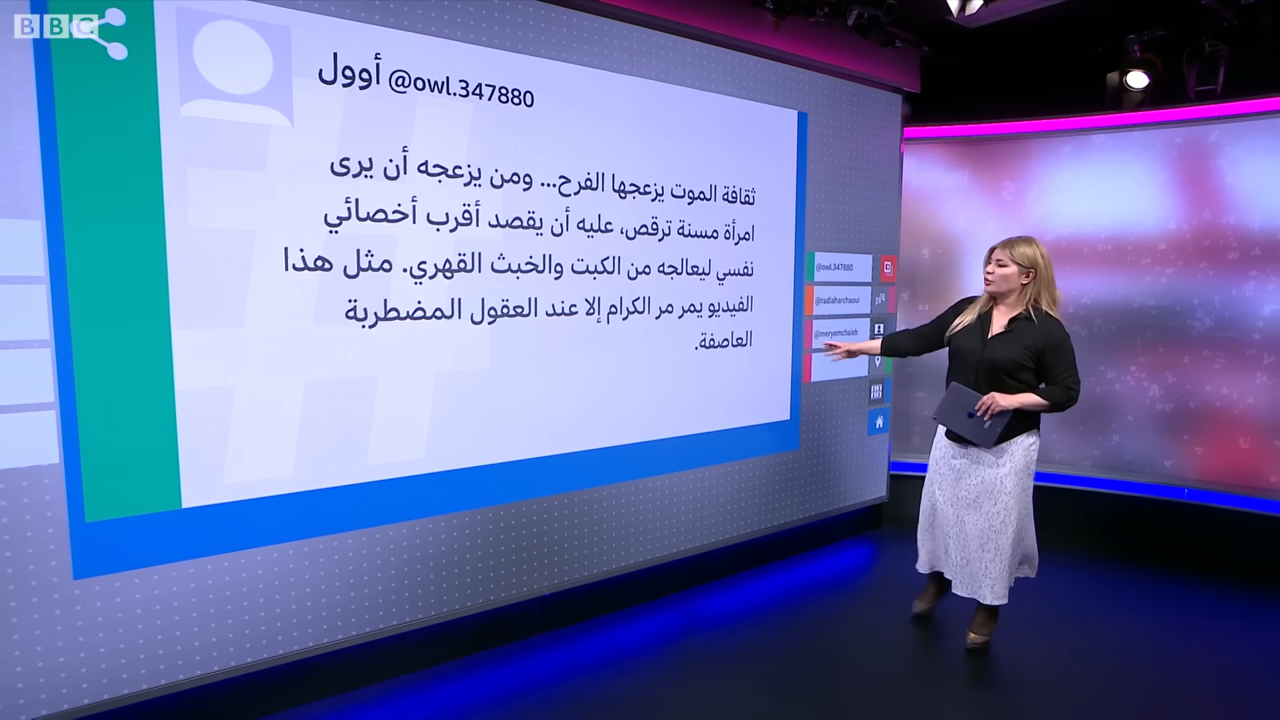 BBC
أوول @owl.347880
ثقافة الموت يزعجها الفرح... ومن يزعجه أن يرى
امرأة مسنة ترقص، عليه أن يقصد أقرب أخصائي
نفسي ليعالجه من الكبت والخبث القهري. مثل هذا
الفيديو يمر مر الكرام إلا عند العقول المضطربة
العاصفة.
@owl.347880
@radiaharchaoui
@meryemchaieb